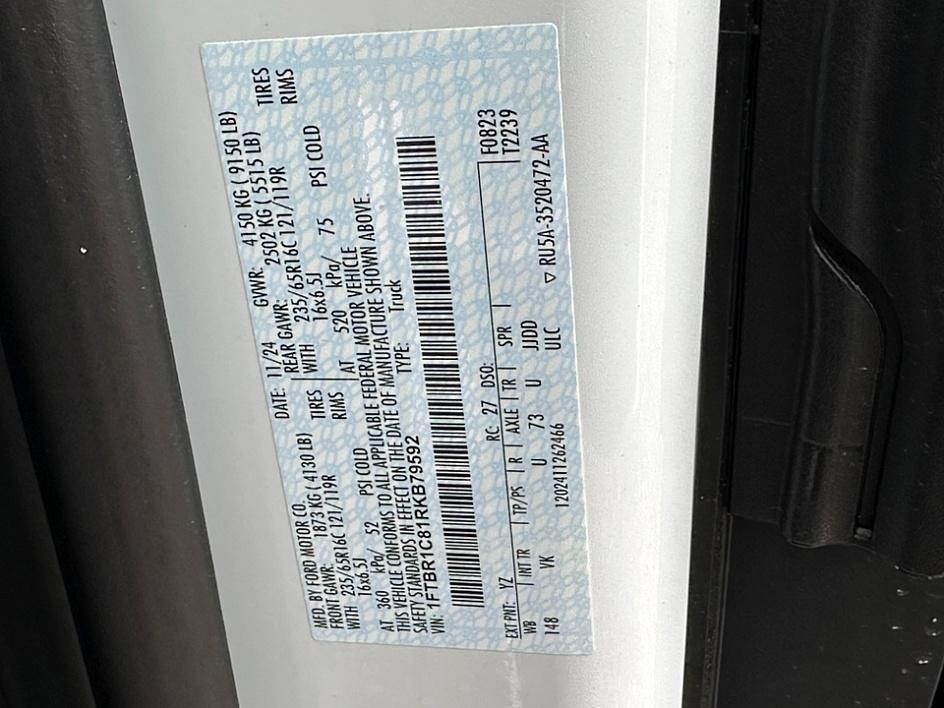 MFD. BY FORD MOTOR CO. DATE: 11/24 GVWR: 4150 KG ( 9150 LB)
FRONT GAWR: 1873 KG ( 4130 LB) REAR GAWR: 2502 KG ( 5515 LB)
WITH 235/65R16C 121/119R TIRES WITH 235/65R16C 121/119R TIRES
16x6.5J RIMS 16x6.5J RIMS
AT 360 kPa/ 52 PSI COLD AT 520 kPa/ 75 PSI COLD
THIS VEHICLE CONFORMS TO ALL APPLICABLE FEDERAL MOTOR VEHICLE
SAFETY STANDARDS IN EFFECT ON THE DATE OF MANUFACTURE SHOWN ABOVE.
VIN: 1FTBR1C81RKB79592 TYPE: Truck
F0823
T2239
EXT PNT: YZ RC: 27 DSO:
WB INT TR TP/PS R AXLE TR SPR
148 VK U 73 U JJDD
1202411262466 ULC ▽ RU5A-3520472-AA